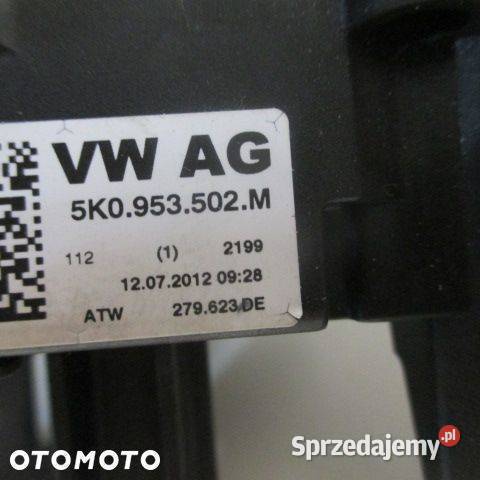 VW AG
5K0.953.502.M
112 (1) 2199
12.07.2012 09:28
ATW 279.623 DE
OTOMOTO
Sprzedajemy.pl